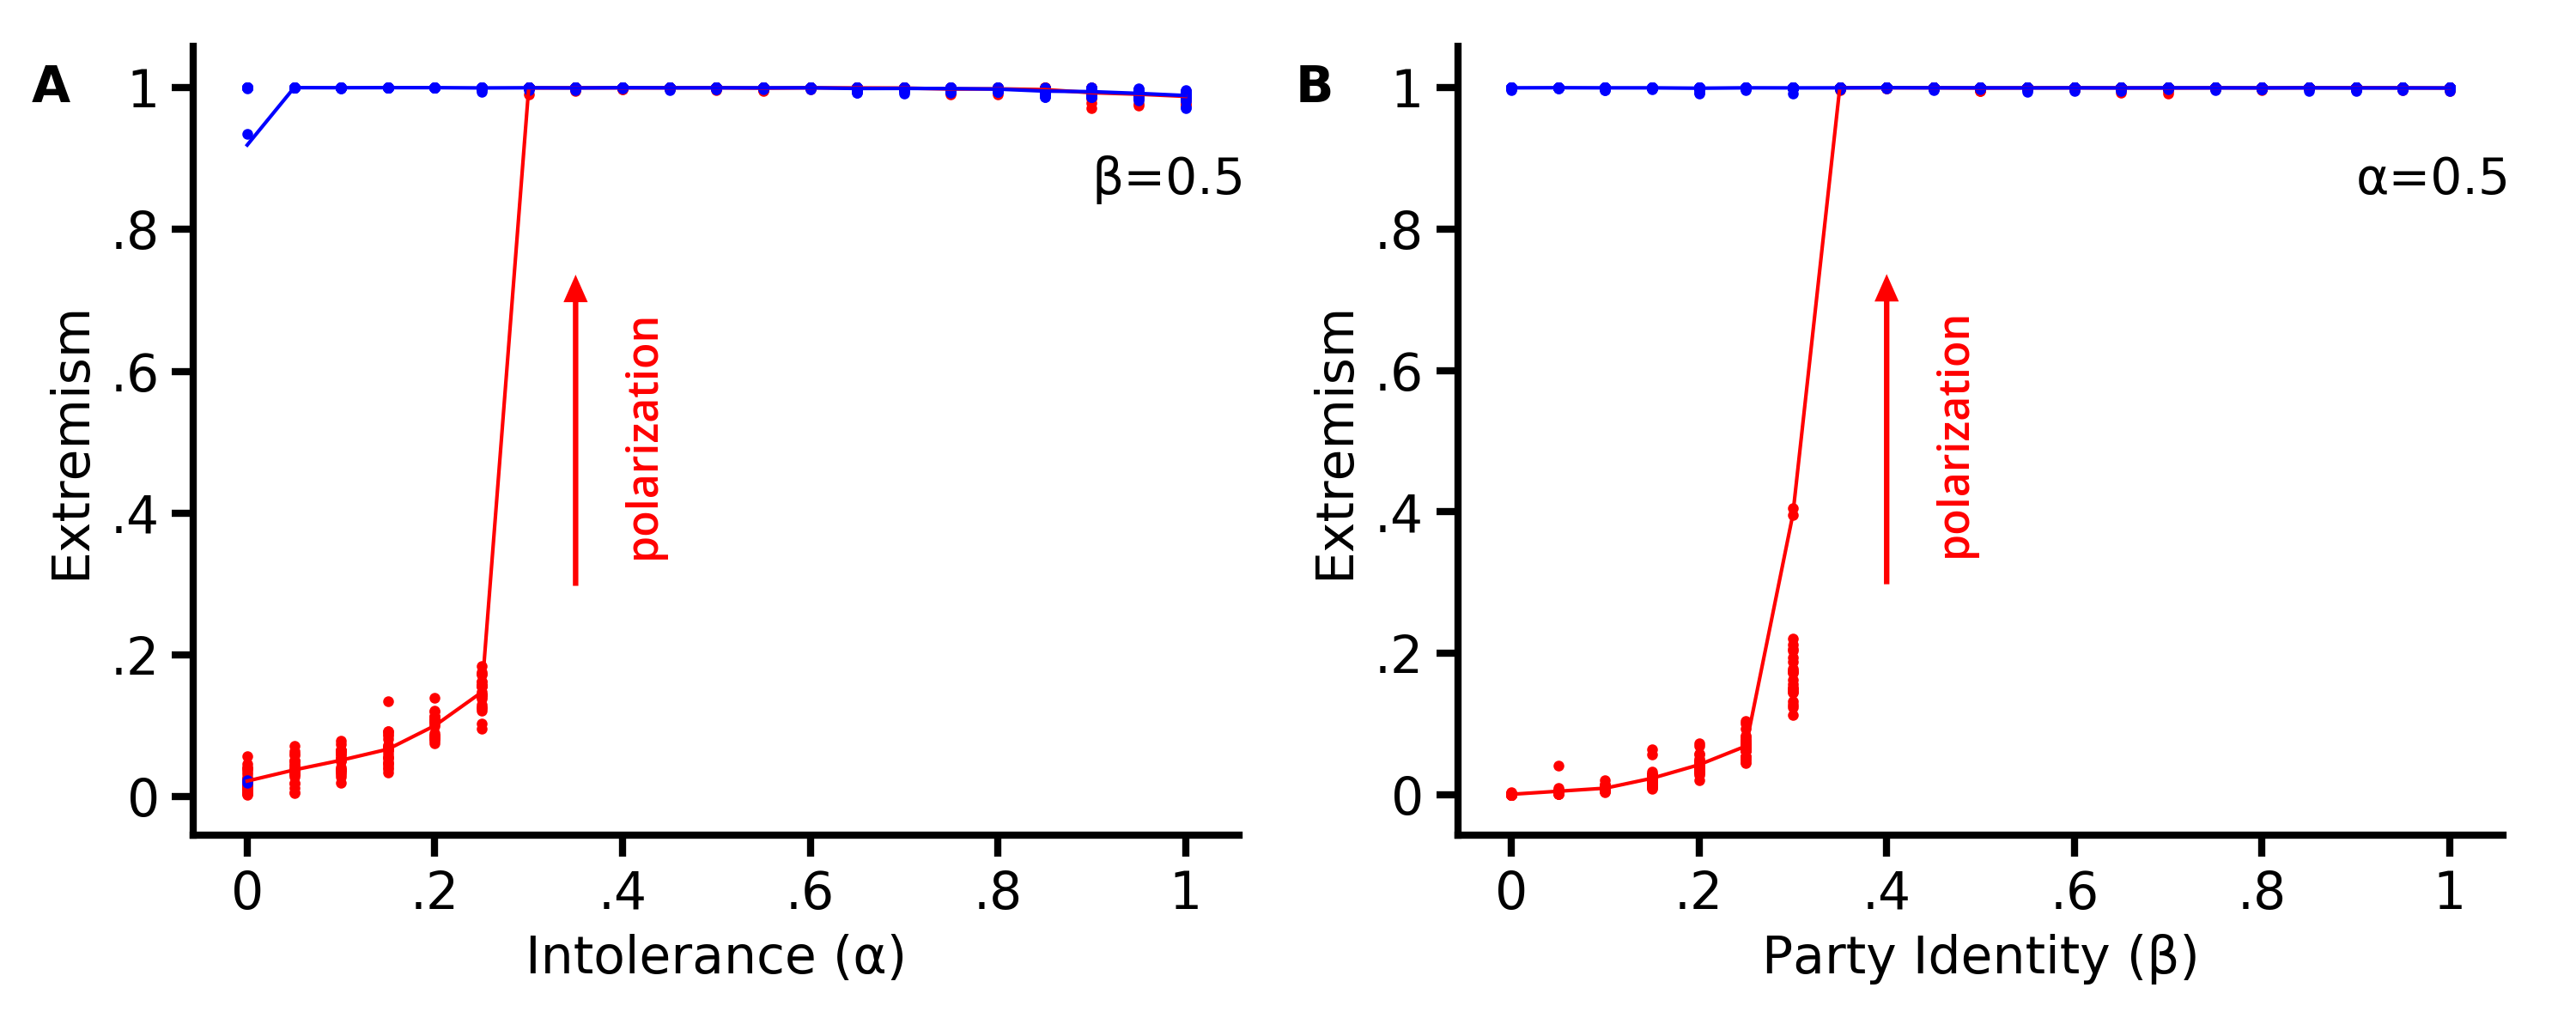 A
1
.8
.6
.4
.2
0
Extremism
β=0.5
polarization
0 .2 .4 .6 .8 1
Intolerance (α)
B
1
.8
.6
.4
.2
0
Extremism
α=0.5
polarization
0 .2 .4 .6 .8 1
Party Identity (β)